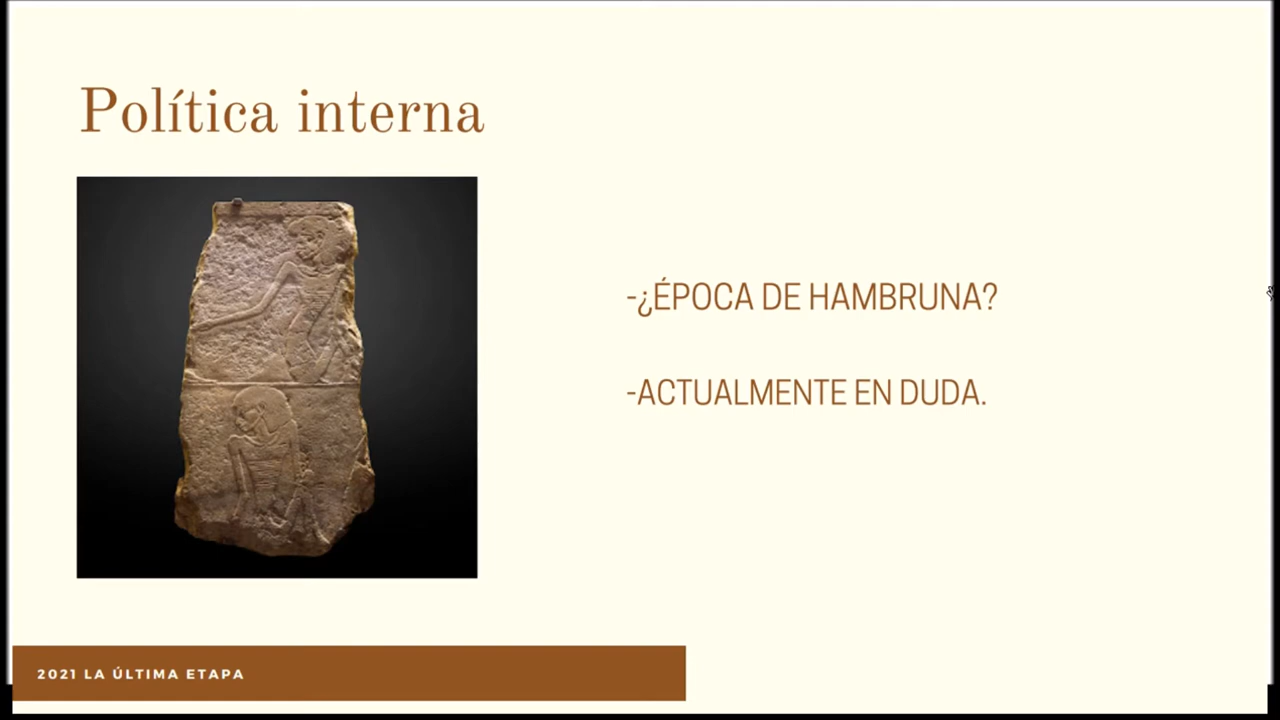 Política interna
-¿ÉPOCA DE HAMBRUNA?
-ACTUALMENTE EN DUDA.
2021 LA ÚLTIMA ETAPA